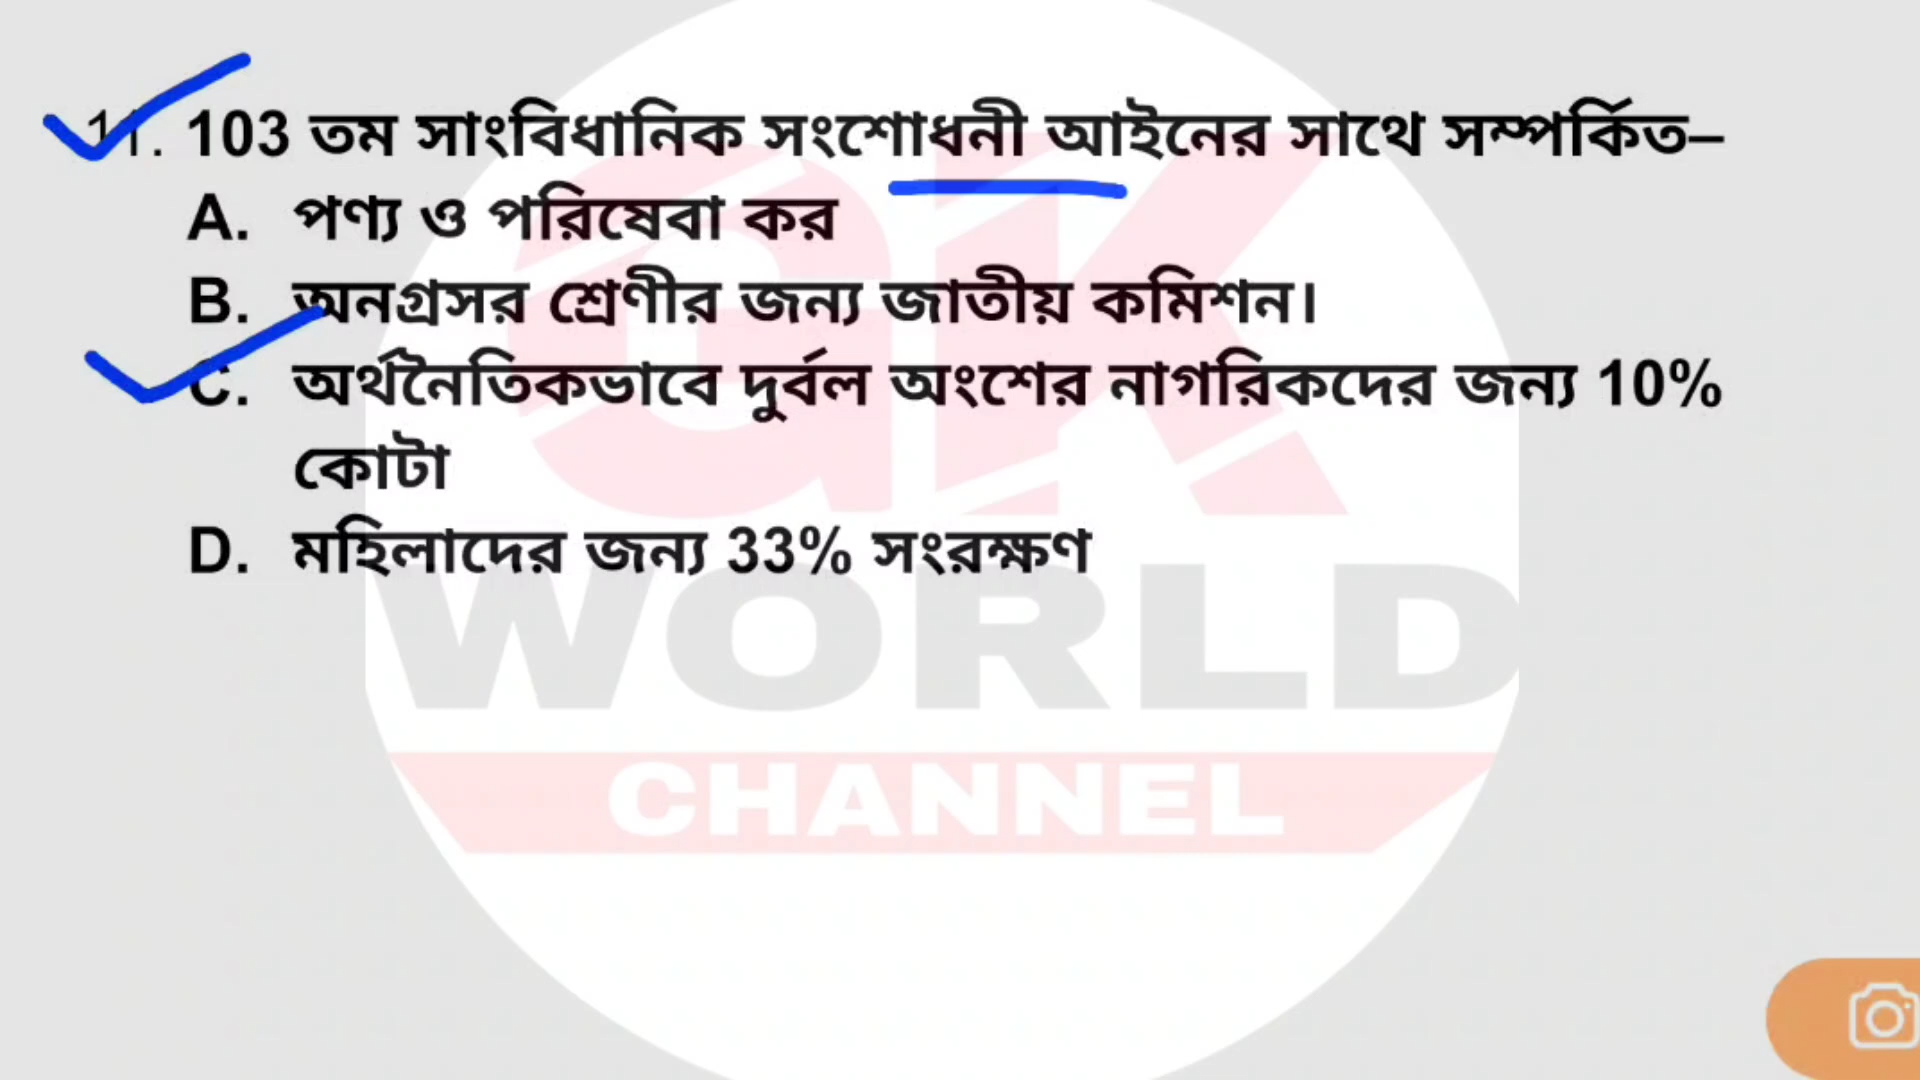 11. 103 তম সাংবিধানিক সংশোধনী আইনের সাথে সম্পর্কিত–
A. পণ্য ও পরিষেবা কর
B. অনগ্রসর শ্রেণীর জন্য জাতীয় কমিশন।
C. অর্থনৈতিকভাবে দুর্বল অংশের নাগরিকদের জন্য 10%
কোটা
D. মহিলাদের জন্য 33% সংরক্ষণ
GK
WORLD
CHANNEL